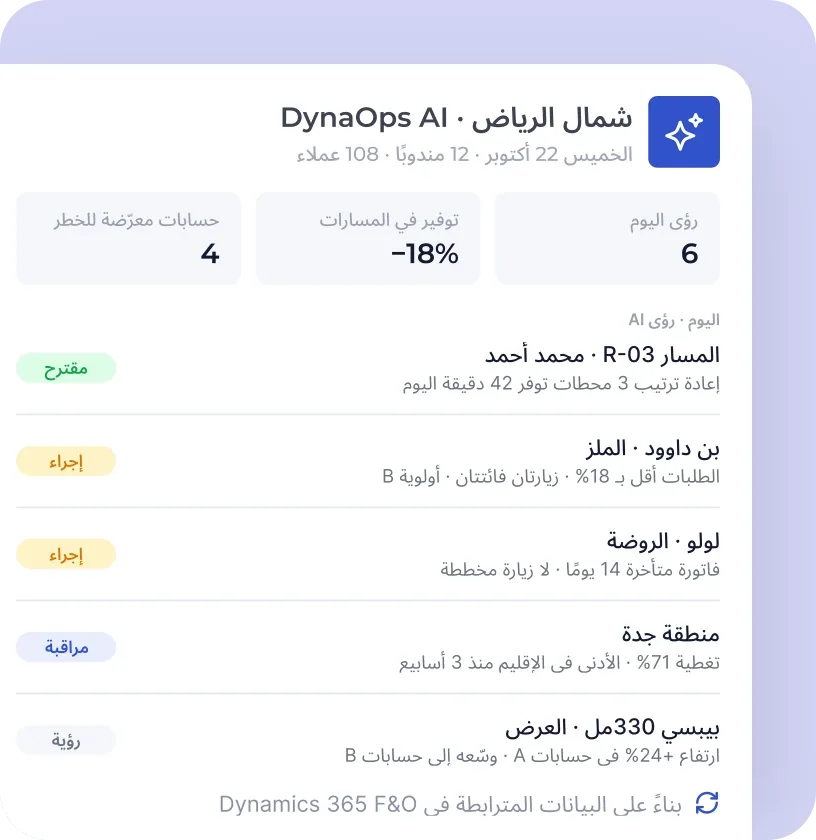 شمال الرياض · DynaOps AI
الخميس 22 أكتوبر · 12 مندوبًا · 108 عملاء
رؤى اليوم
6
توفير في المسارات
−18%
حسابات معرّضة للخطر
4
اليوم · رؤى AI
المسار R-03 · محمد أحمد
إعادة ترتيب 3 محطات توفر 42 دقيقة اليوم
مقترح
بن داوود · الملز
الطلبات أقل بـ 18% · زيارتان فائتتان · أولوية B
إجراء
لولو · الروضة
فاتورة متأخرة 14 يومًا · لا زيارة مخططة
إجراء
منطقة جدة
تغطية 71% · الأدنى في الإقليم منذ 3 أسابيع
مراقبة
بيبسي 330مل · العرض
ارتفاع +24% في حسابات A · وسّعه إلى حسابات B
رؤية
بناءً على البيانات المترابطة في Dynamics 365 F&O